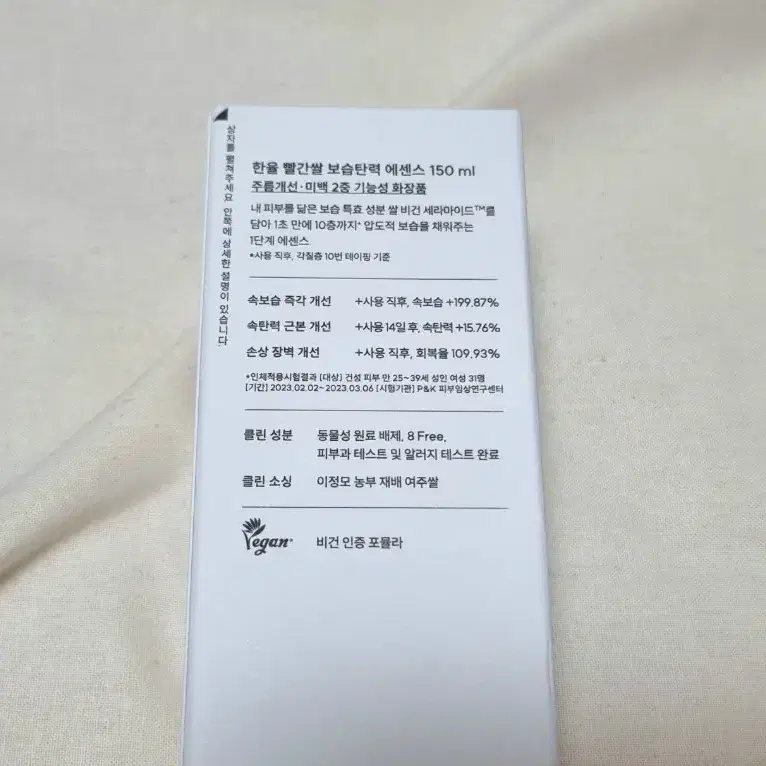 상자를 펼쳐주세요. 안쪽에 상세한 설명이 있습니다.
한율 빨간쌀 보습탄력 에센스 150 ml
주름개선·미백 2중 기능성 화장품
내 피부를 닮은 보습 특효 성분 쌀 비건 세라마이드™를
담아 1초 만에 10층까지* 압도적 보습을 채워주는
1단계 에센스
*사용 직후, 각질층 10번 테이핑 기준
속보습 즉각 개선 +사용 직후, 속보습 +199.87%
속탄력 근본 개선 +사용 14일 후, 속탄력 +15.76%
손상 장벽 개선 +사용 직후, 회복율 109.93%
*인체적용시험결과 [대상] 건성 피부 만 25~39세 성인 여성 31명
[기간] 2023.02.02~2023.03.06 [시험기관] P&K 피부임상연구센터
클린 성분 동물성 원료 배제, 8 Free,
피부과 테스트 및 알러지 테스트 완료
클린 소싱 이정모 농부 재배 여주쌀
Vegan 비건 인증 포뮬라